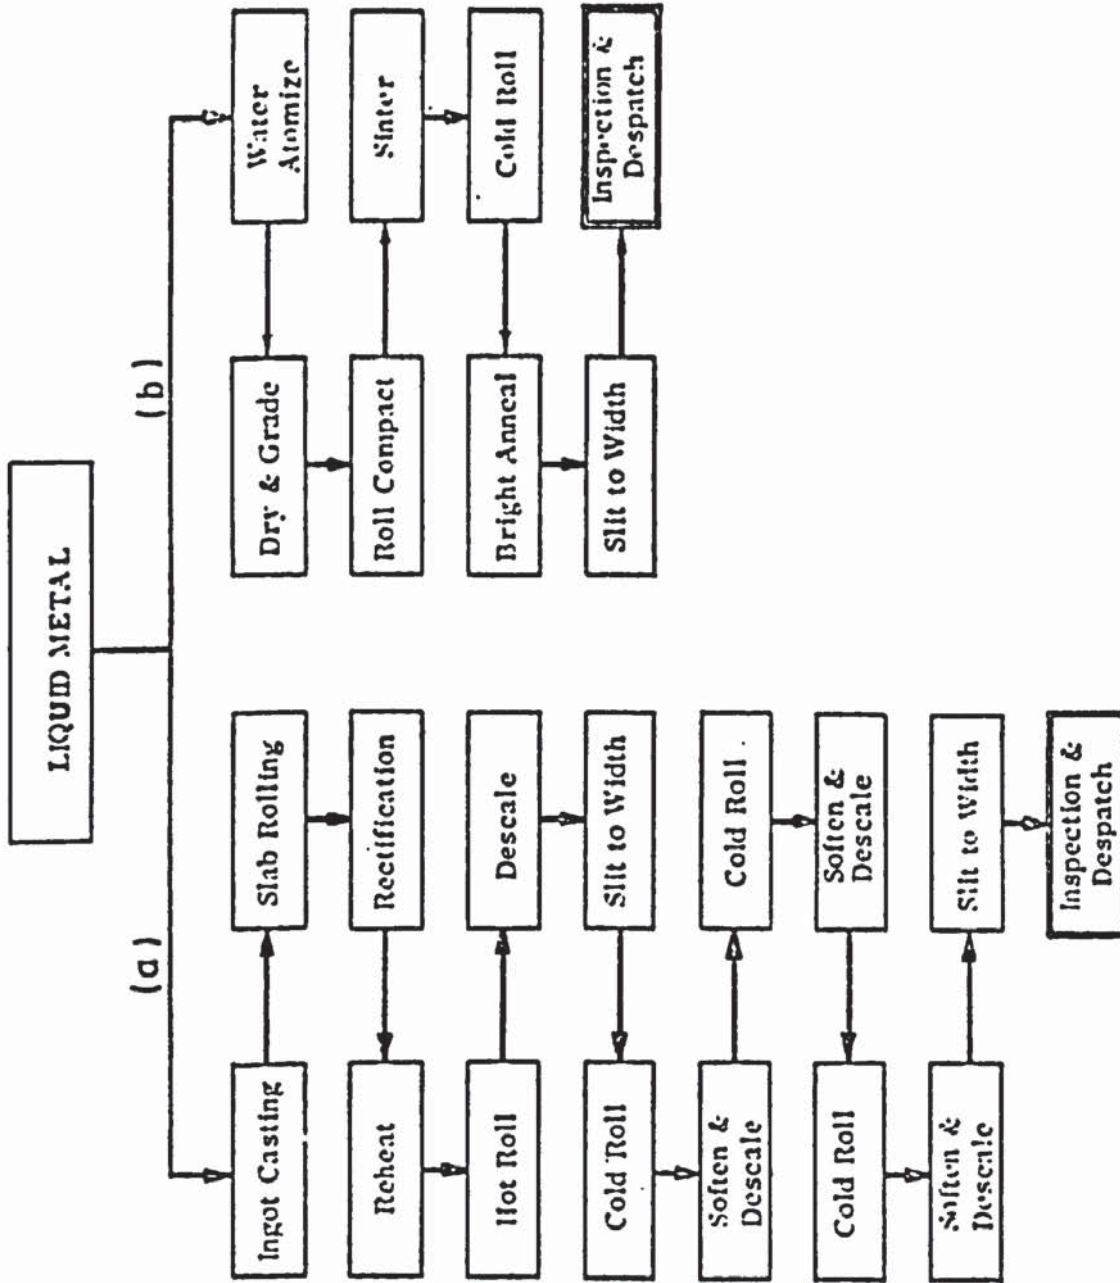 LIQUID METAL
(a)
(b)
Ingot Casting
Slab Rolling
Rectification
Reheat
Hot Roll
Descale
Slit to Width
Cold Roll
Soften &
Descale
Cold Roll
Soften &
Descale
Cold Roll
Soften &
Descale
Slit to Width
Inspection &
Despatch
Water
Atomize
Dry & Grade
Roll Compact
Sinter
Cold Roll
Bright Anneal
Slit to Width
Inspection &
Despatch